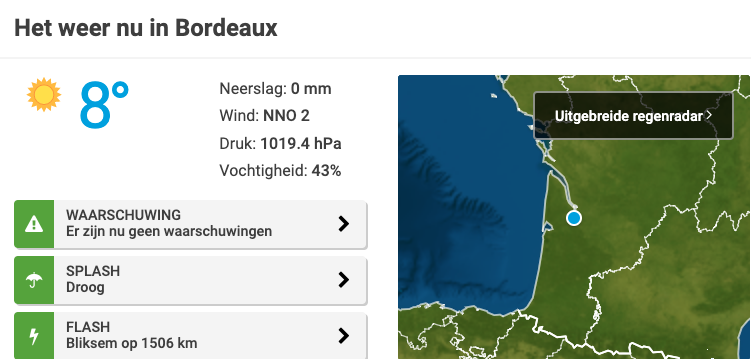 Het weer nu in Bordeaux
8°
Neerslag: 0 mm
Wind: NNO 2
Druk: 1019.4 hPa
Vochtigheid: 43%
Uitgebreide regenradar
WAARSCHUWING
Er zijn nu geen waarschuwingen
SPLASH
Droog
FLASH
Bliksem op 1506 km